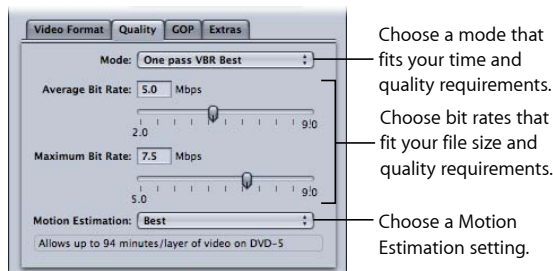 Video Format Quality GOP Extras
Mode: One pass VBR Best
Average Bit Rate: 5.0 Mbps
2.0 9.0
Maximum Bit Rate: 7.5 Mbps
5.0 9.0
Motion Estimation: Best
Allows up to 94 minutes/layer of video on DVD-5
Choose a mode that
fits your time and
quality requirements.
Choose bit rates that
fit your file size and
quality requirements.
Choose a Motion
Estimation setting.